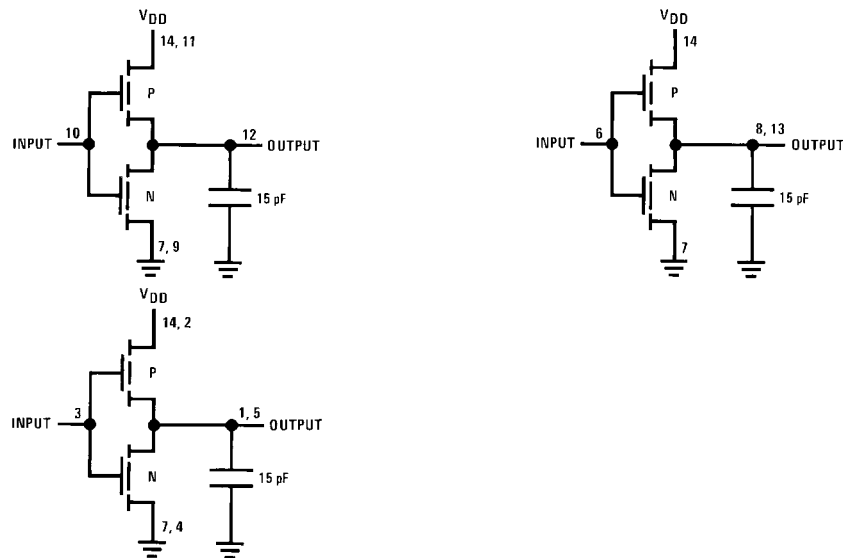 VDD
14, 11
P
INPUT
10
12
OUTPUT
N
15 pF
7, 9
VDD
14
P
INPUT
6
8, 13
OUTPUT
N
15 pF
7
VDD
14, 2
P
INPUT
3
1, 5
OUTPUT
N
15 pF
7, 4